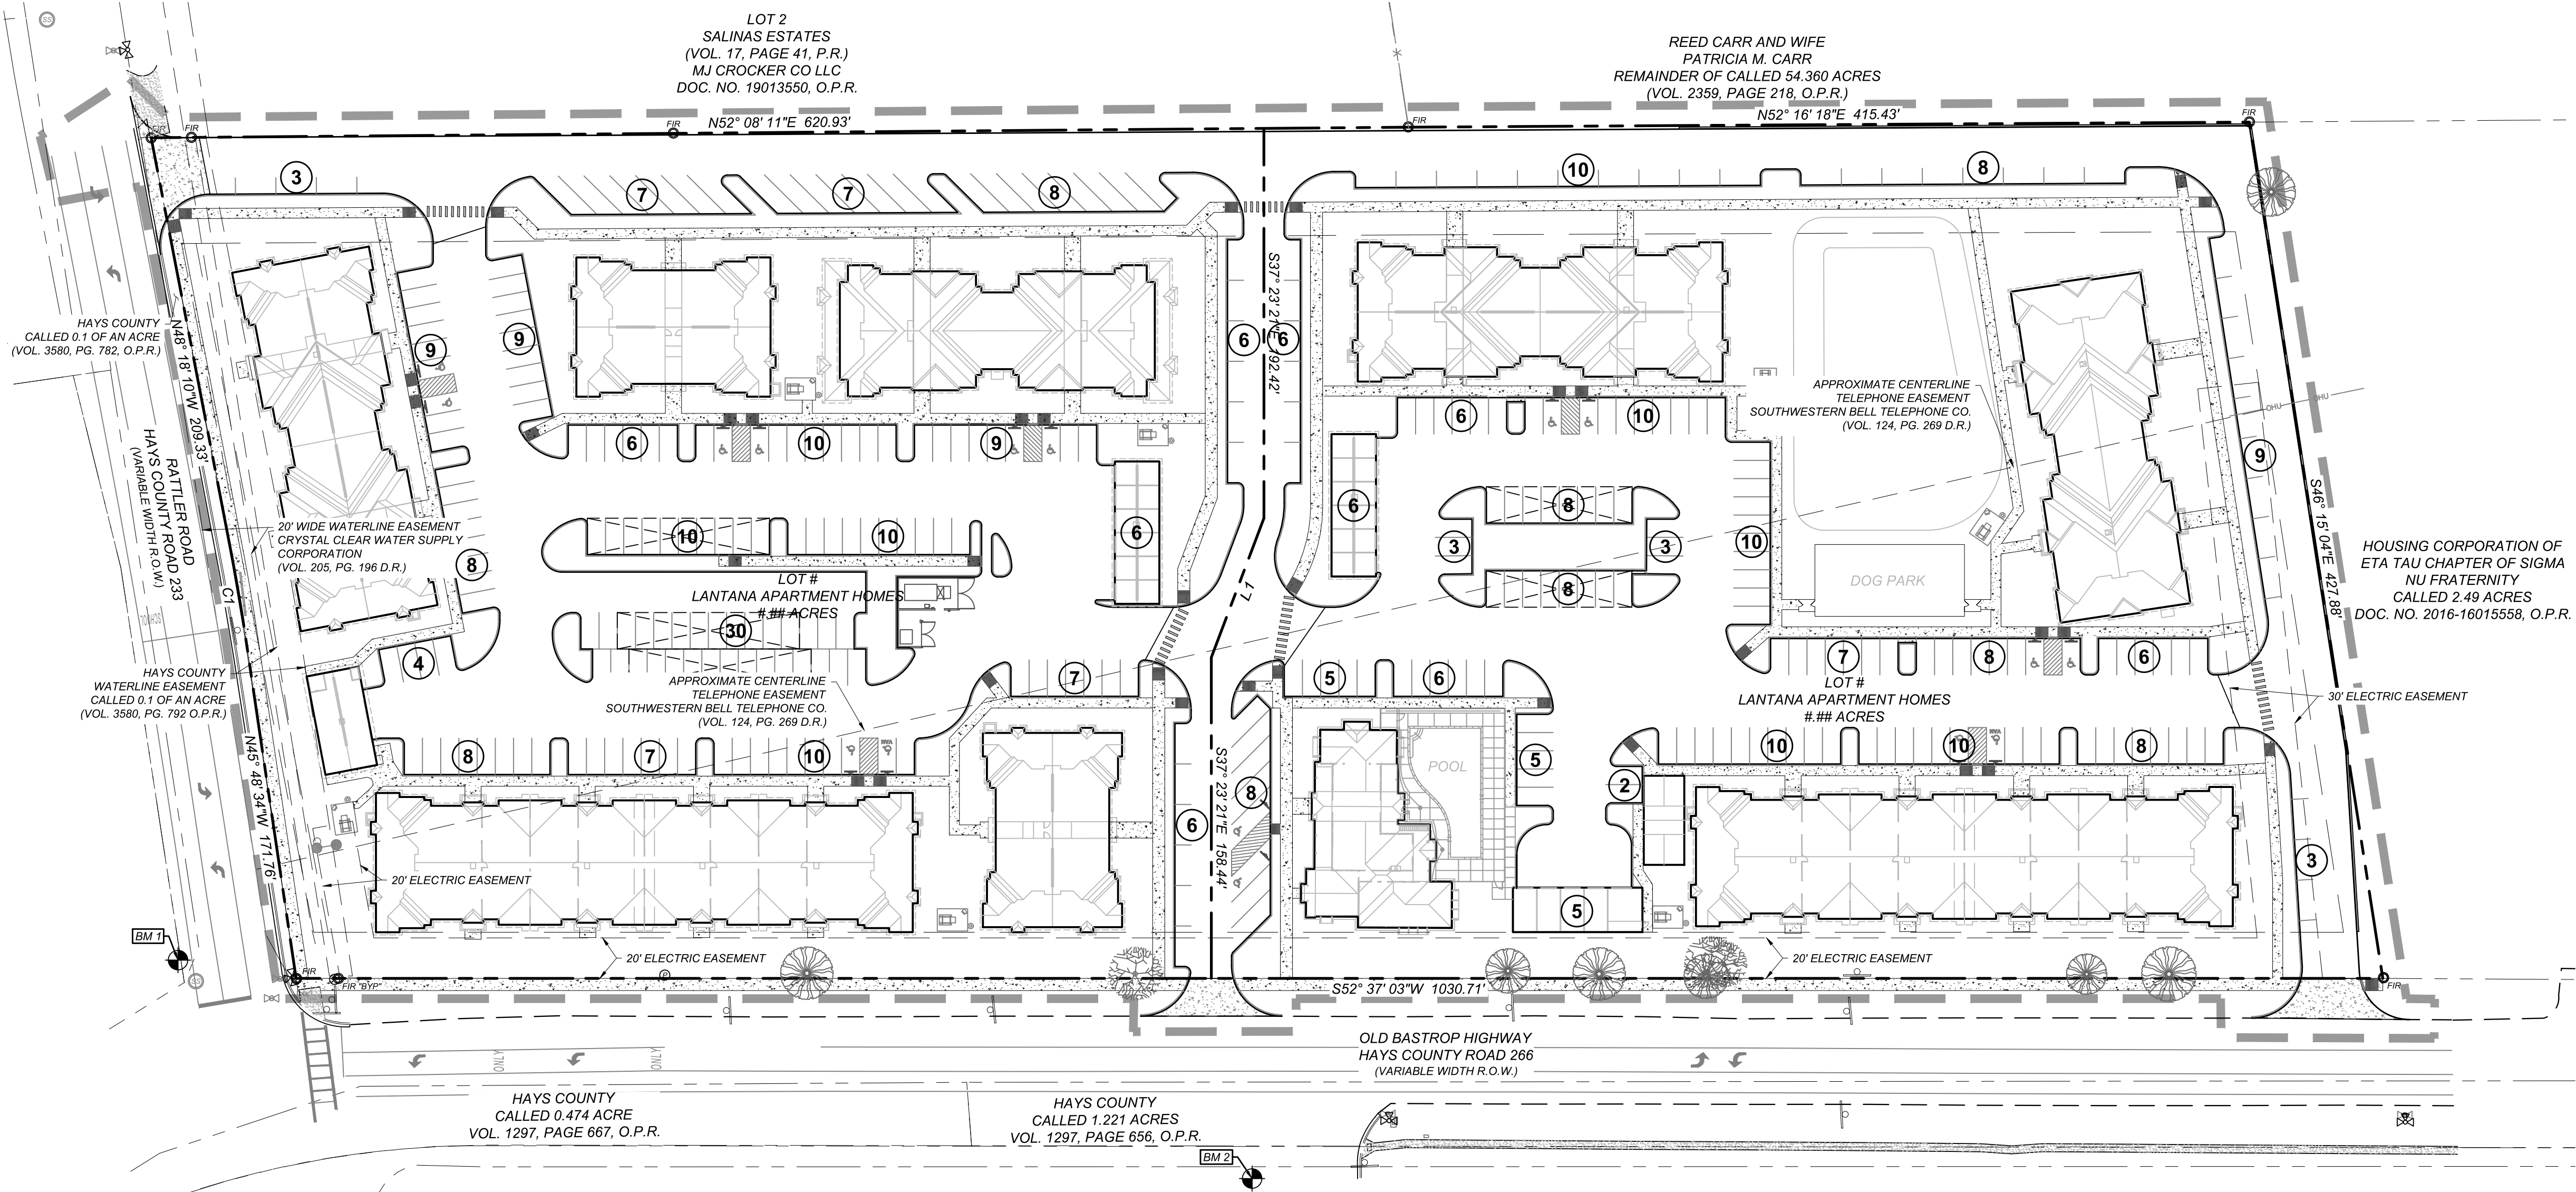 SS
LOT 2
SALINAS ESTATES
(VOL. 17, PAGE 41, P.R.)
MJ CROCKER CO LLC
DOC. NO. 19013550, O.P.R.
REED CARR AND WIFE
PATRICIA M. CARR
REMAINDER OF CALLED 54.360 ACRES
(VOL. 2359, PAGE 218, O.P.R.)
FIR
FIR
FIR
N52° 08' 11"E 620.93'
FIR
N52° 16' 18"E 415.43'
FIR
3
7
7
8
10
8
S37° 23' 21"E 192.42'
HAYS COUNTY
CALLED 0.1 OF AN ACRE
(VOL. 3580, PG. 782, O.P.R.)
N48° 18' 10"W 209.33'
9
9
6
6
APPROXIMATE CENTERLINE
TELEPHONE EASEMENT
SOUTHWESTERN BELL TELEPHONE CO.
(VOL. 124, PG. 269 D.R.)
OHU
OHU
6
10
9
6
10
9
RATTLER ROAD
HAYS COUNTY ROAD 233
(VARIABLE WIDTH R.O.W.)
20' WIDE WATERLINE EASEMENT
CRYSTAL CLEAR WATER SUPPLY
CORPORATION
(VOL. 205, PG. 196 D.R.)
8
10
10
6
6
8
3
3
8
10
S46° 15' 04"E 427.88'
HOUSING CORPORATION OF
ETA TAU CHAPTER OF SIGMA
NU FRATERNITY
CALLED 2.49 ACRES
DOC. NO. 2016-16015558, O.P.R.
C1
LOT #
LANTANA APARTMENT HOMES
#.## ACRES
L1
DOG PARK
SCHOOL
30
HAYS COUNTY
WATERLINE EASEMENT
CALLED 0.1 OF AN ACRE
(VOL. 3580, PG. 792 O.P.R.)
4
APPROXIMATE CENTERLINE
TELEPHONE EASEMENT
SOUTHWESTERN BELL TELEPHONE CO.
(VOL. 124, PG. 269 D.R.)
7
5
6
7
8
6
LOT #
LANTANA APARTMENT HOMES
#.## ACRES
30' ELECTRIC EASEMENT
N45° 48' 34"W 171.76'
8
7
10
VAN
S37° 23' 21"E 158.44'
6
8
POOL
5
2
10
10
VAN
8
3
20' ELECTRIC EASEMENT
5
BM 1
SS
FIR
FIR "BYP"
20' ELECTRIC EASEMENT
P
20' ELECTRIC EASEMENT
S52° 37' 03"W 1030.71'
FIR
OLD BASTROP HIGHWAY
HAYS COUNTY ROAD 266
(VARIABLE WIDTH R.O.W.)
ONLY
ONLY
HAYS COUNTY
CALLED 0.474 ACRE
VOL. 1297, PAGE 667, O.P.R.
HAYS COUNTY
CALLED 1.221 ACRES
VOL. 1297, PAGE 656, O.P.R.
BM 2